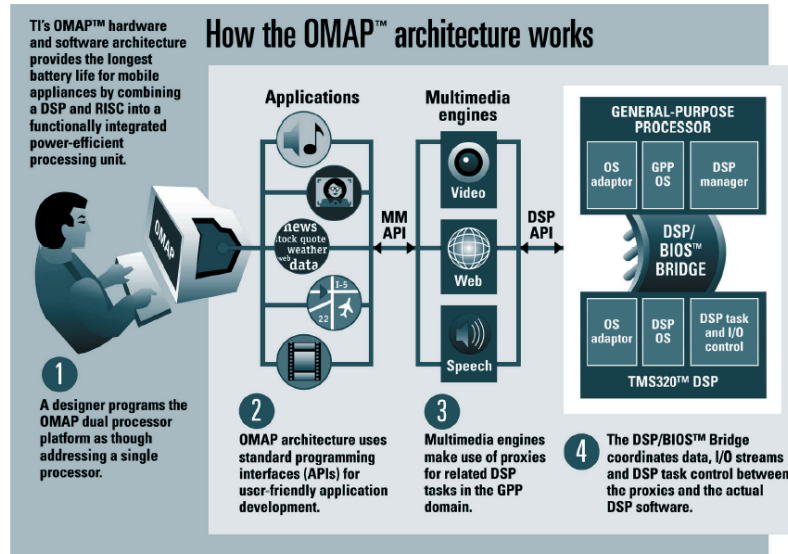 TI's OMAP™ hardware
and software architecture
provides the longest
battery life for mobile
appliances by combining
a DSP and RISC into a
functionally integrated
power-efficient
processing unit.
How the OMAP™ architecture works
OMAP
1
A designer programs the
OMAP dual processor
platform as though
addressing a single
processor.
Applications
news
stock quote
weather
web data
I-5
22
2
OMAP architecture uses
standard programming
interfaces (APIs) for
user-friendly application
development.
MM
API
Multimedia
engines
Video
Web
Speech
3
Multimedia engines
make use of proxies
for related DSP
tasks in the GPP
domain.
DSP
API
GENERAL-PURPOSE
PROCESSOR
OS
adaptor
GPP
OS
DSP
manager
DSP/
BIOS™
BRIDGE
OS
adaptor
DSP
OS
DSP task
and I/O
control
TMS320™ DSP
4
The DSP/BIOS™ Bridge
coordinates data, I/O streams
and DSP task control between
the proxies and the actual
DSP software.